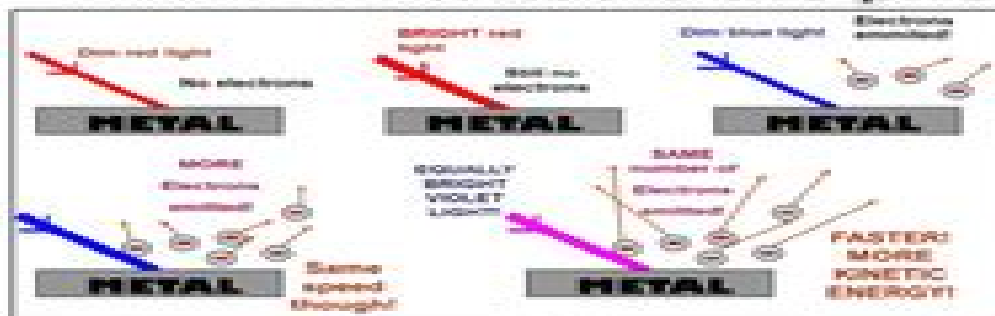 Dim red light
No electrons
METAL
BRIGHT red
light
Still no
electrons
METAL
Dim blue light
Electrons
emmited!
METAL
MORE
Electrons
emitted!
METAL
Same
speed
though!
EQUALLY
BRIGHT
VIOLET
LIGHT!
SAME
number of
Electrons
emitted!
METAL
FASTER!
MORE
KINETIC
ENERGY!